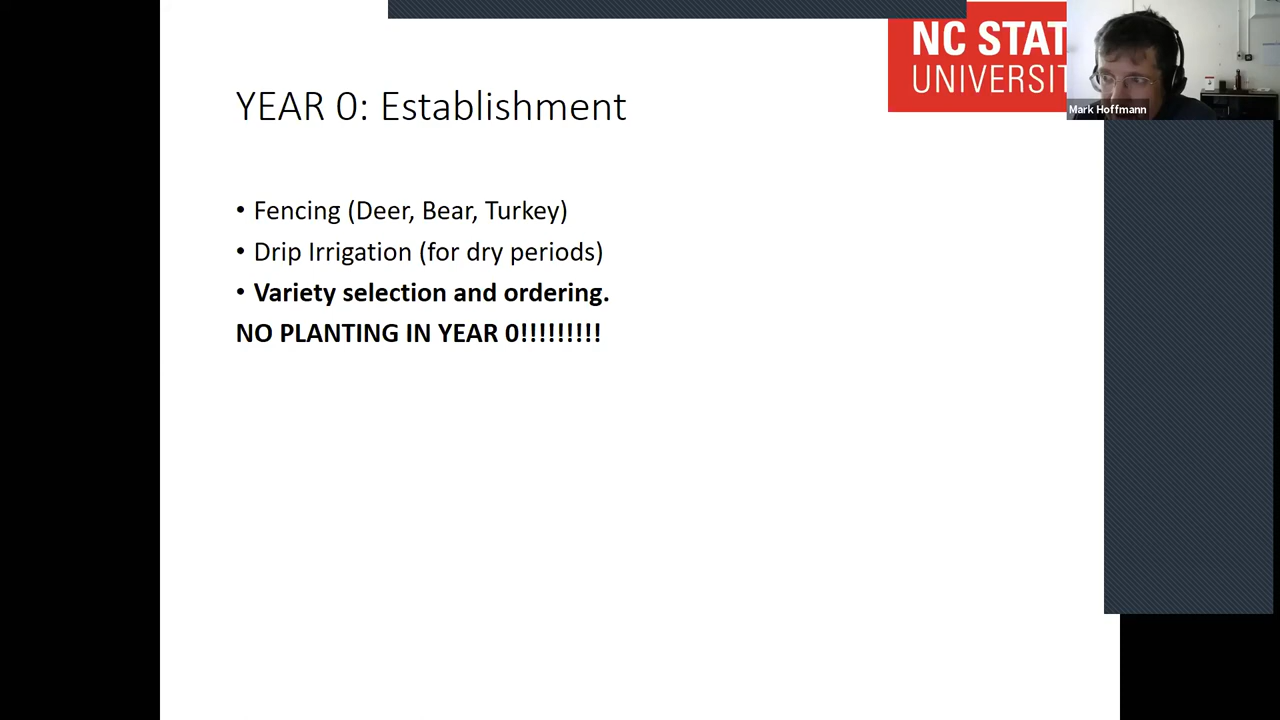 NC STAT
UNIVERSIT
Mark Hoffmann
YEAR 0: Establishment
• Fencing (Deer, Bear, Turkey)
• Drip Irrigation (for dry periods)
• Variety selection and ordering.
NO PLANTING IN YEAR 0!!!!!!!!!